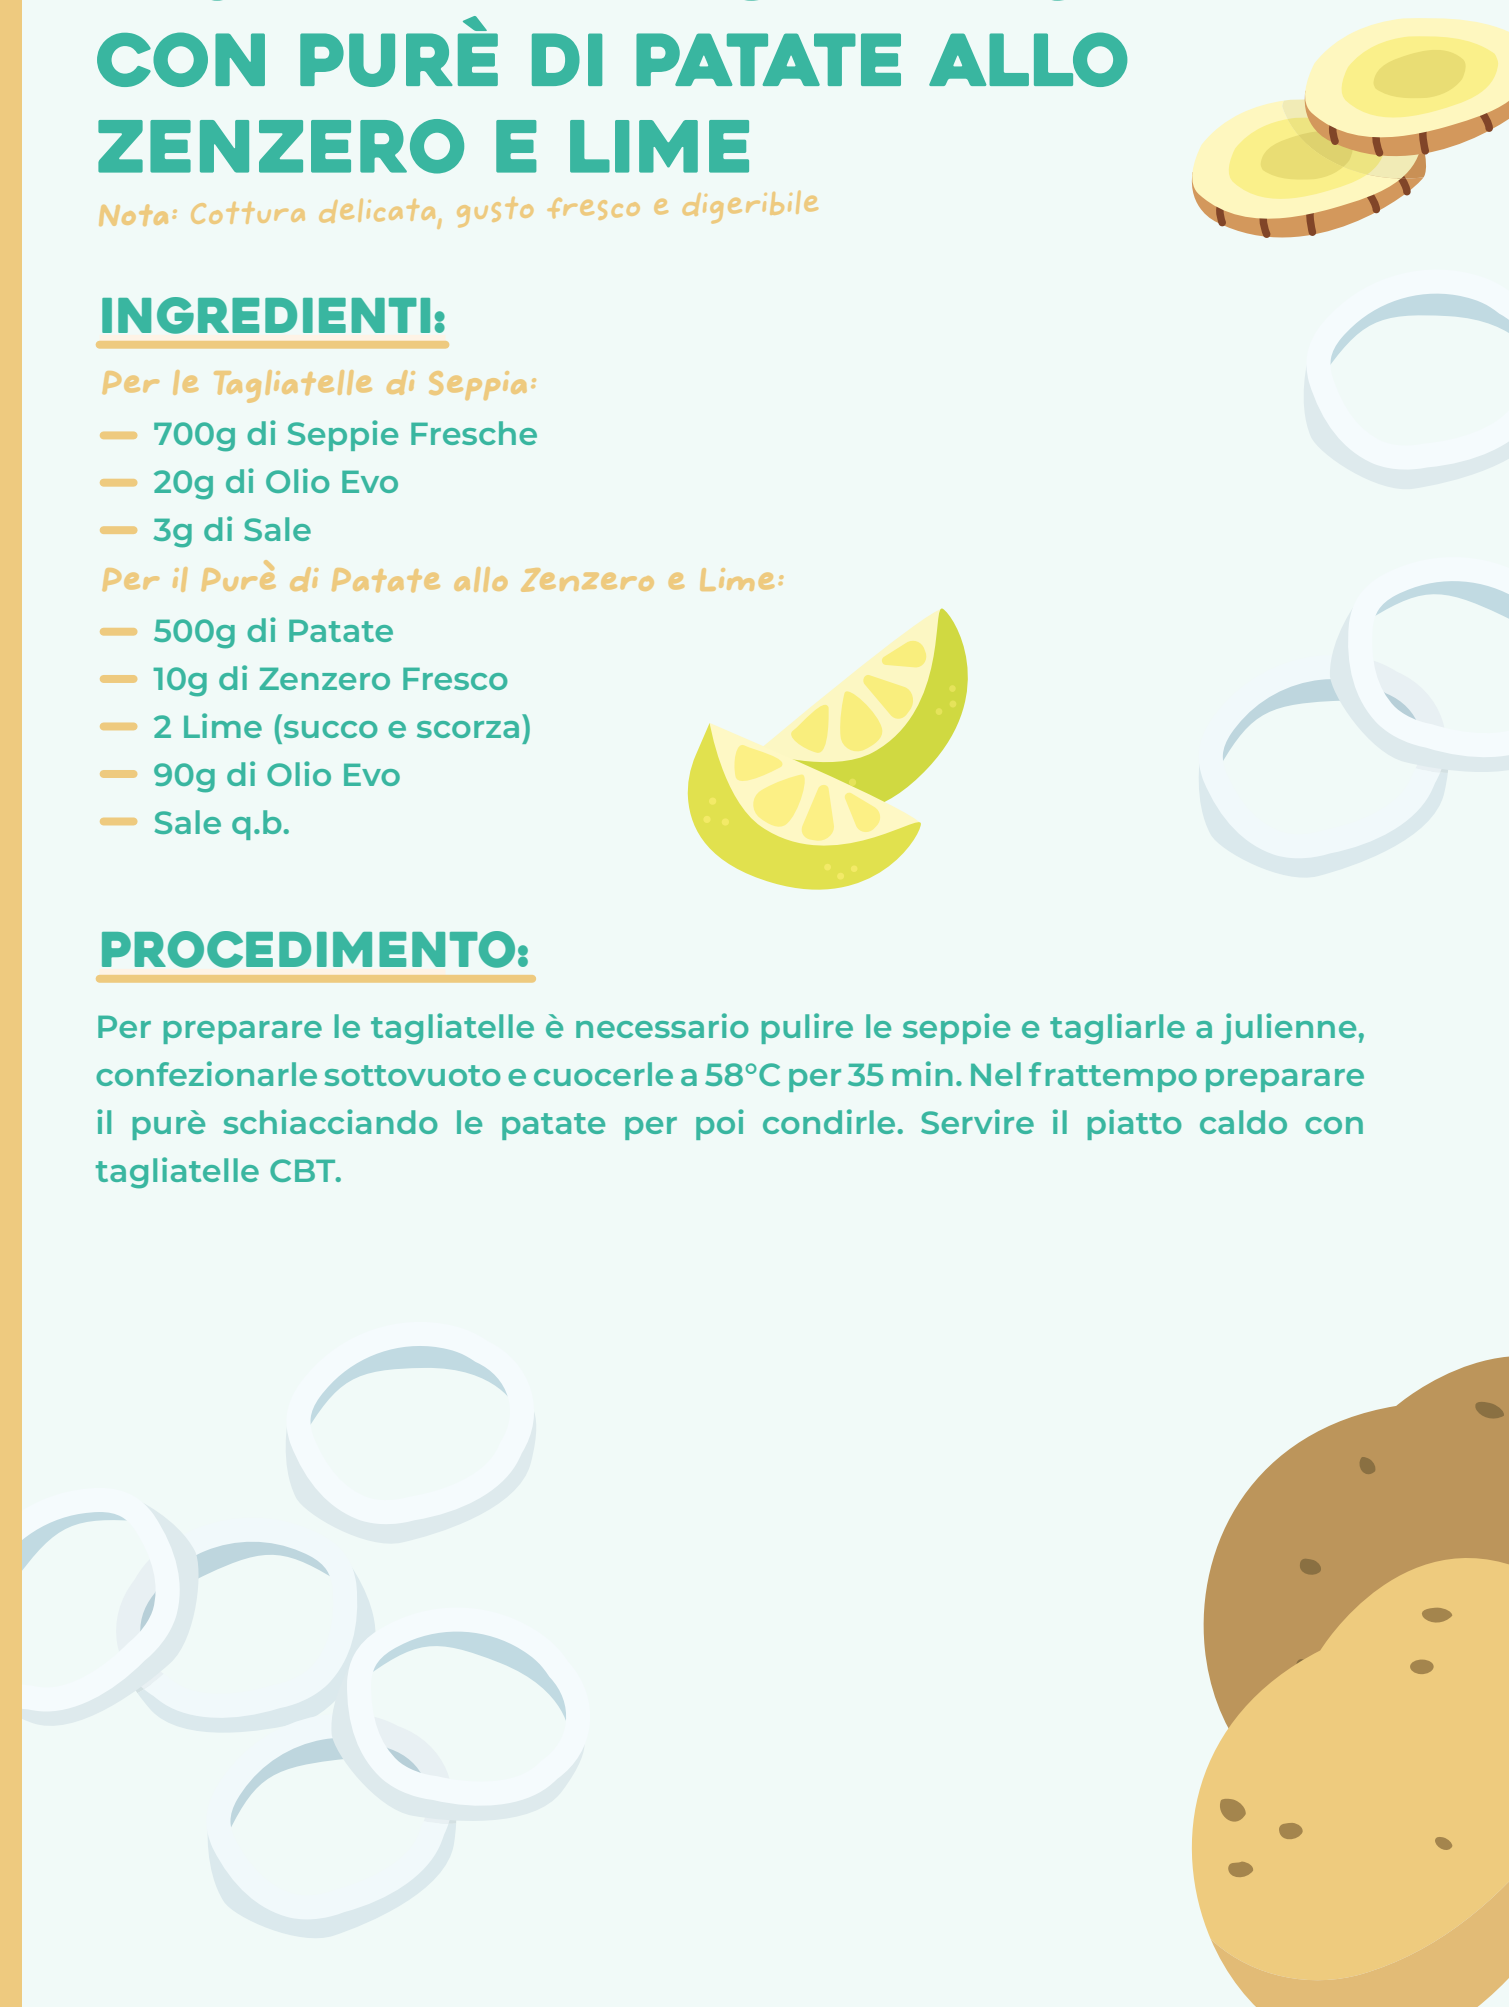 CON PURÈ DI PATATE ALLO
ZENZERO E LIME
Nota: Cottura delicata, gusto fresco e digeribile
INGREDIENTI:
Per le Tagliatelle di Seppia:
700g di Seppie Fresche
20g di Olio Evo
3g di Sale
Per il Purè di Patate allo Zenzero e Lime:
500g di Patate
10g di Zenzero Fresco
2 Lime (succo e scorza)
90g di Olio Evo
Sale q.b.
PROCEDIMENTO:
Per preparare le tagliatelle è necessario pulire le seppie e tagliarle a julienne,
confezionarle sottovuoto e cuocerle a 58°C per 35 min. Nel frattempo preparare
il purè schiacciando le patate per poi condirle. Servire il piatto caldo con
tagliatelle CBT.